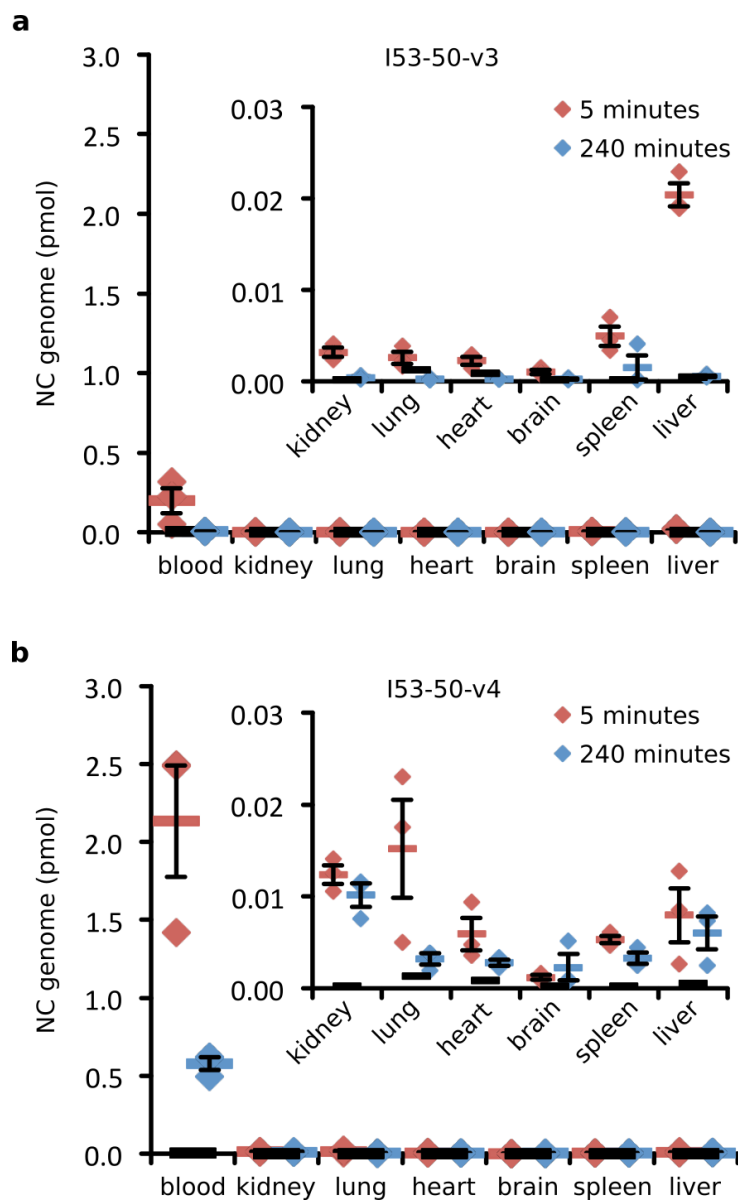 a
I53-50-v3
NC genome (pmol)
3.0
2.5
2.0
1.5
1.0
0.5
0.0
blood kidney lung heart brain spleen liver
5 minutes
240 minutes
0.03
0.02
0.01
0.00
kidney lung heart brain spleen liver
b
I53-50-v4
NC genome (pmol)
3.0
2.5
2.0
1.5
1.0
0.5
0.0
blood kidney lung heart brain spleen liver
5 minutes
240 minutes
0.03
0.02
0.01
0.00
kidney lung heart brain spleen liver